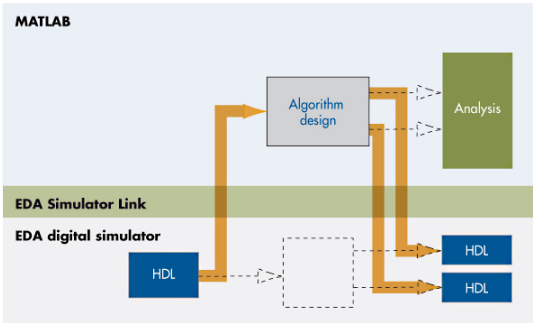 MATLAB
Algorithm
design
Analysis
EDA Simulator Link
EDA digital simulator
HDL
HDL
HDL